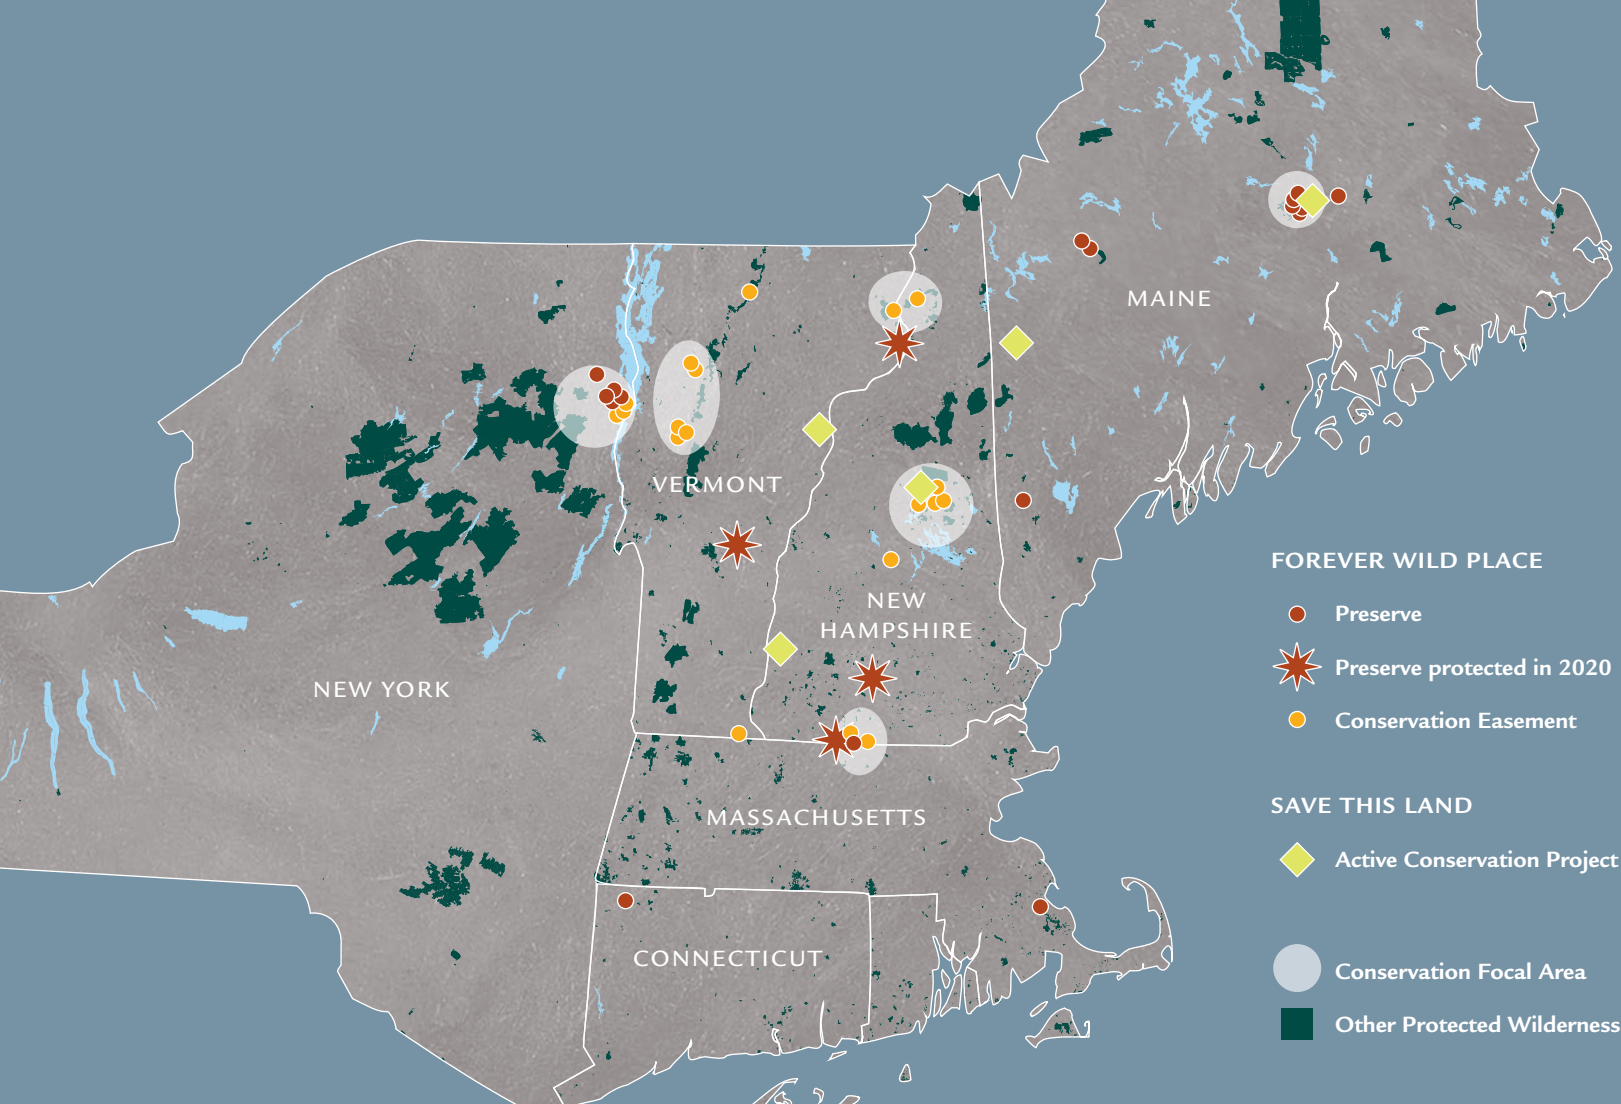 MAINE
VERMONT
NEW
HAMPSHIRE
NEW YORK
MASSACHUSETTS
CONNECTICUT
FOREVER WILD PLACE
Preserve
Preserve protected in 2020
Conservation Easement
SAVE THIS LAND
Active Conservation Project
Conservation Focal Area
Other Protected Wilderness